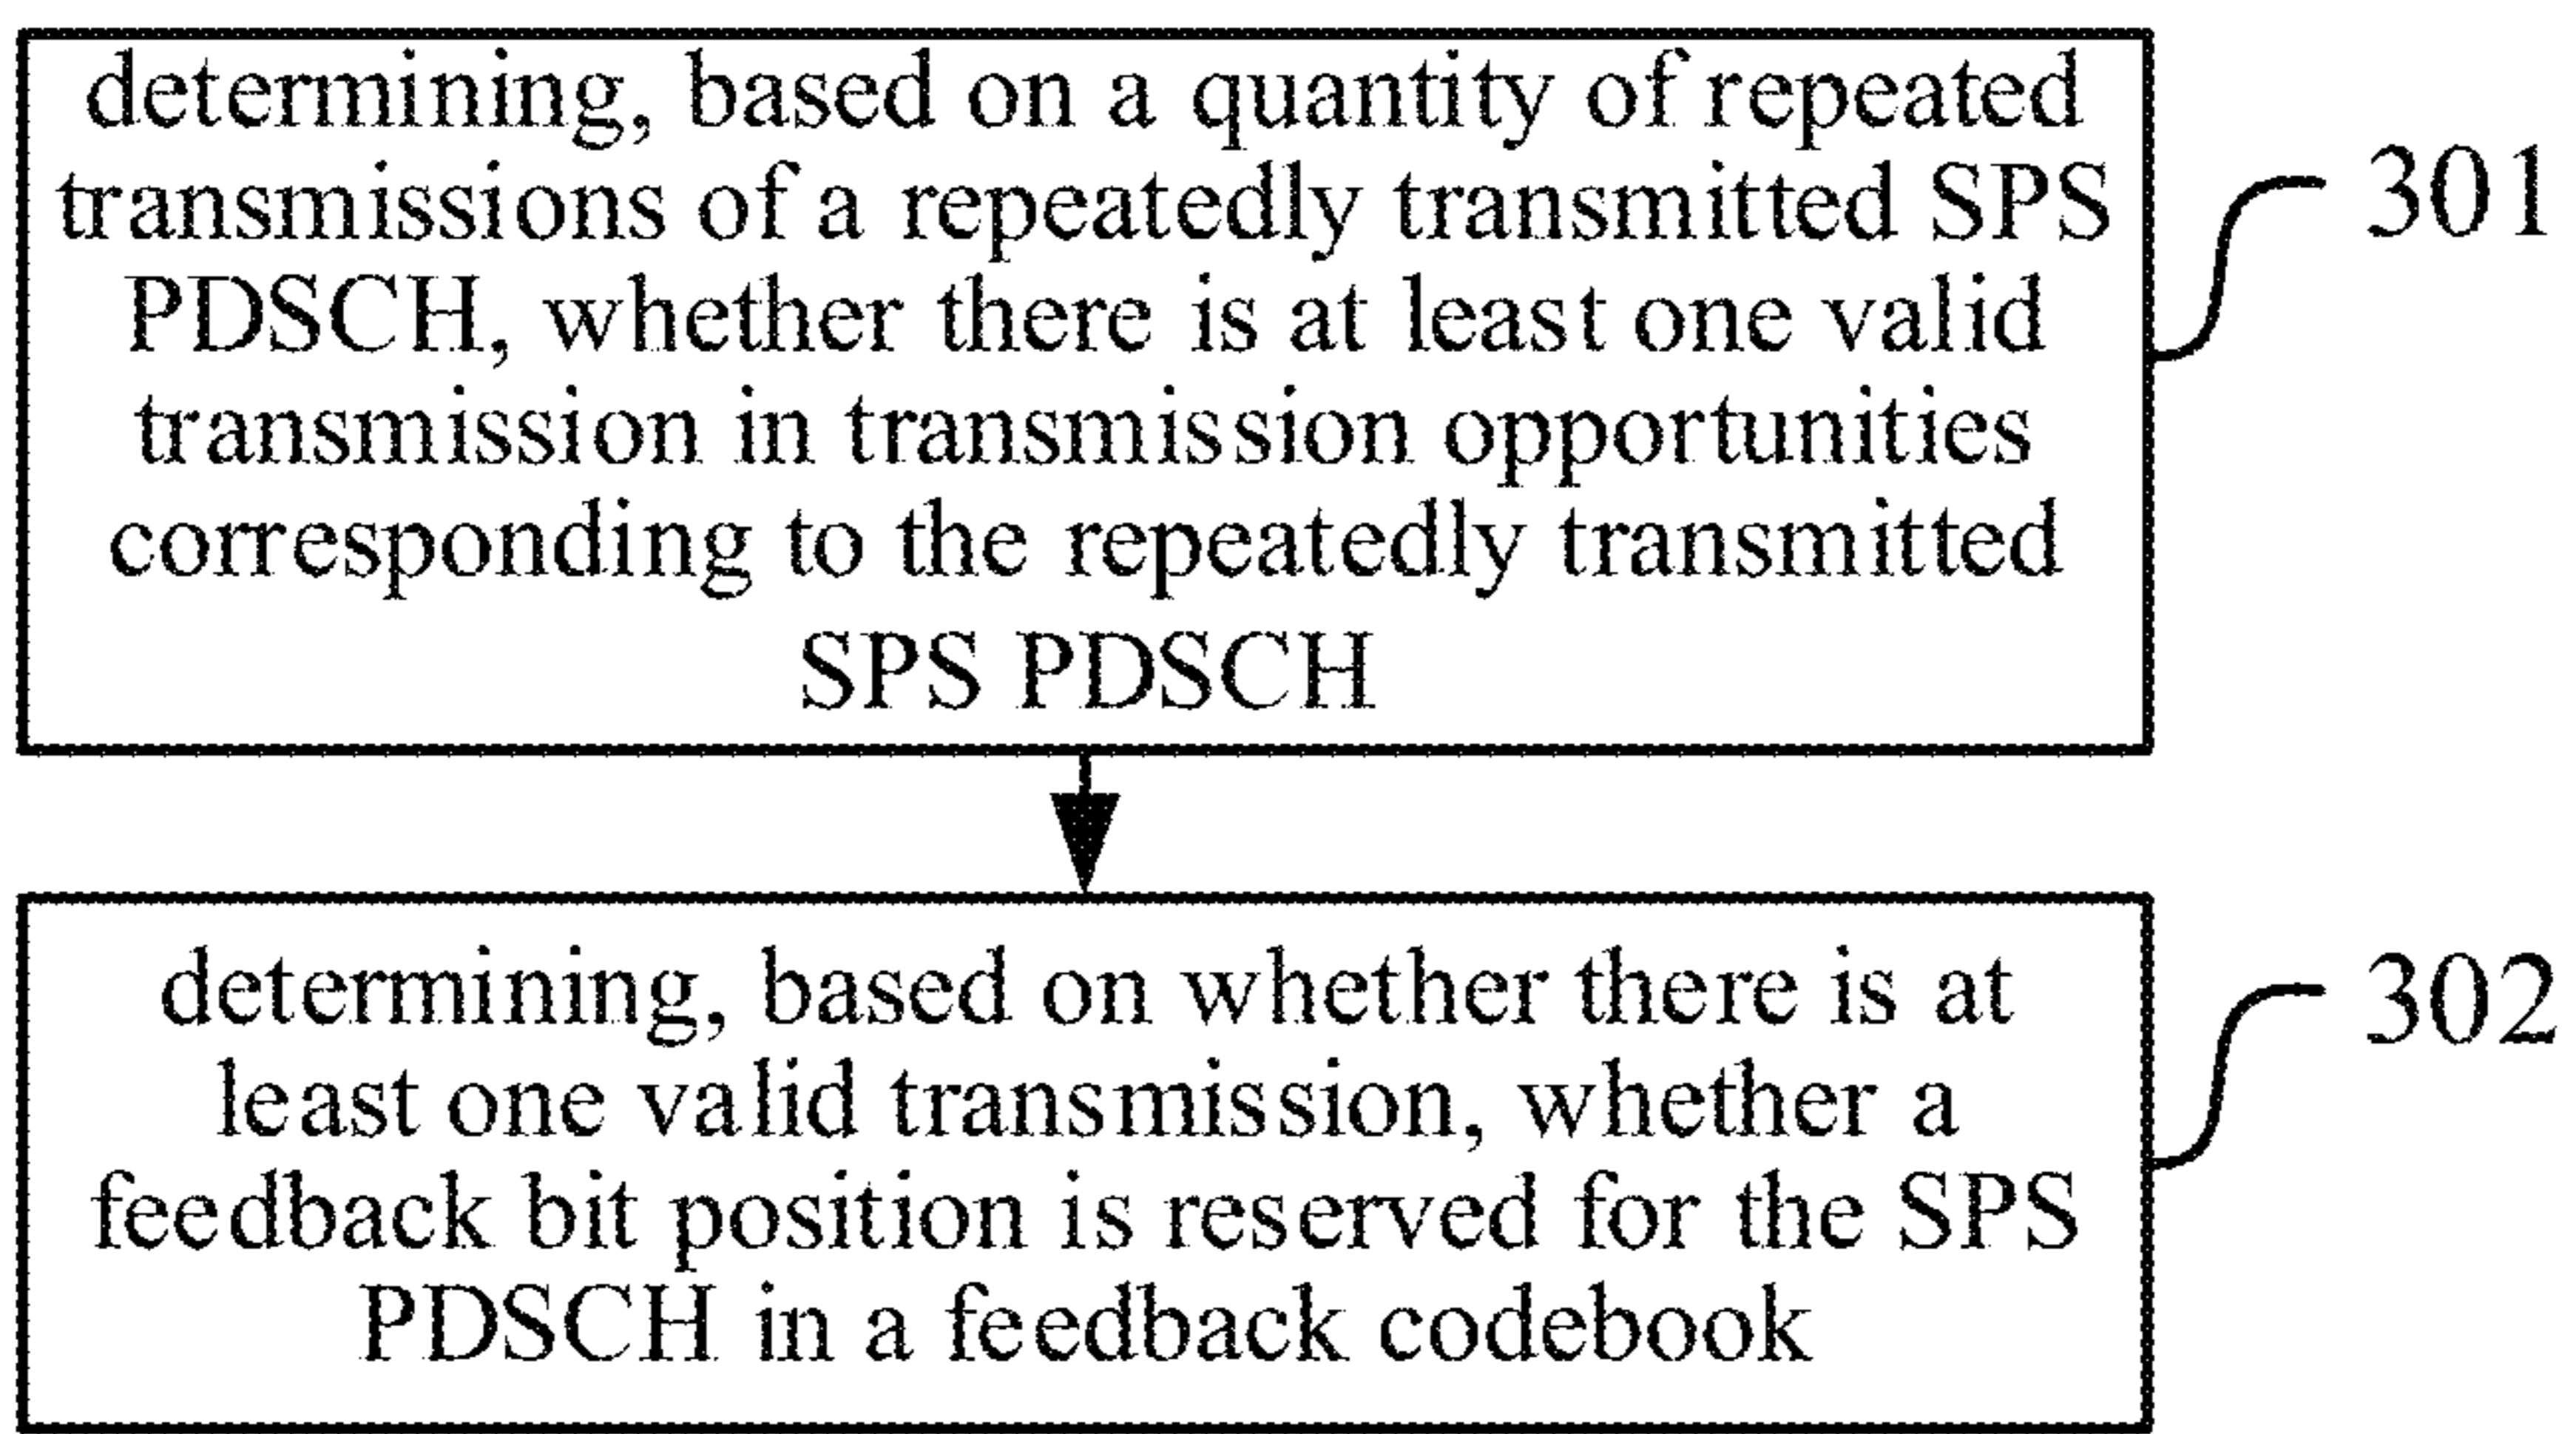 determining, based on a quantity of repeated
transmissions of a repeatedly transmitted SPS
PDSCH, whether there is at least one valid
transmission in transmission opportunities
corresponding to the repeatedly transmitted
SPS PDSCH
301
determining, based on whether there is at
least one valid transmission, whether a
feedback bit position is reserved for the SPS
PDSCH in a feedback codebook
302